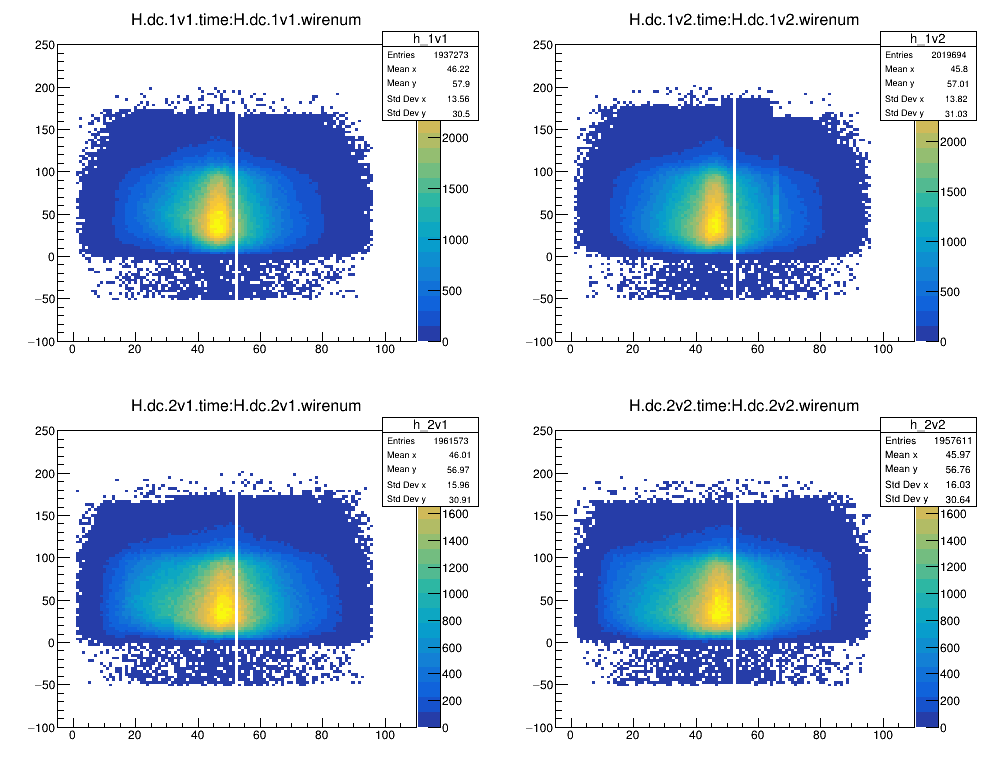 H.dc.1v1.time:H.dc.1v1.wirenum
h_1v1
Entries 1937273
Mean x 46.22
Mean y 57.9
Std Dev x 13.56
Std Dev y 30.5
250
200
150
100
50
0
−50
−100
0 20 40 60 80 100
2000
1500
1000
500
0
H.dc.1v2.time:H.dc.1v2.wirenum
h_1v2
Entries 2019694
Mean x 45.8
Mean y 57.01
Std Dev x 13.82
Std Dev y 31.03
250
200
150
100
50
0
−50
−100
0 20 40 60 80 100
2000
1500
1000
500
0
H.dc.2v1.time:H.dc.2v1.wirenum
h_2v1
Entries 1961573
Mean x 46.01
Mean y 56.97
Std Dev x 15.96
Std Dev y 30.91
250
200
150
100
50
0
−50
−100
0 20 40 60 80 100
1600
1400
1200
1000
800
600
400
200
0
H.dc.2v2.time:H.dc.2v2.wirenum
h_2v2
Entries 1957611
Mean x 45.97
Mean y 56.76
Std Dev x 16.03
Std Dev y 30.64
250
200
150
100
50
0
−50
−100
0 20 40 60 80 100
1600
1400
1200
1000
800
600
400
200
0